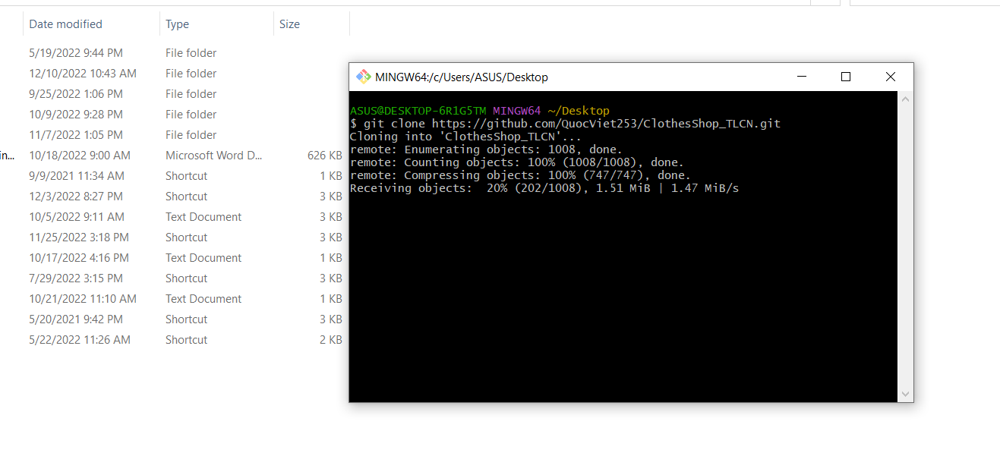 Date modified Type Size
5/19/2022 9:44 PM File folder
12/10/2022 10:43 AM File folder
9/25/2022 1:06 PM File folder
10/9/2022 9:28 PM File folder
11/7/2022 1:05 PM File folder
in... 10/18/2022 9:00 AM Microsoft Word D... 626 KB
9/9/2021 11:34 AM Shortcut 1 KB
12/3/2022 8:27 PM Shortcut 3 KB
10/5/2022 9:11 AM Text Document 3 KB
11/25/2022 3:18 PM Shortcut 3 KB
10/17/2022 4:16 PM Text Document 1 KB
7/29/2022 3:15 PM Shortcut 3 KB
10/21/2022 11:10 AM Text Document 1 KB
5/20/2021 9:42 PM Shortcut 3 KB
5/22/2022 11:26 AM Shortcut 2 KB
MINGW64:/c/Users/ASUS/Desktop
ASUS@DESKTOP-6R1G5TM MINGW64 ~/Desktop
$ git clone https://github.com/QuocViet253/ClothesShop_TLCN.git
Cloning into 'ClothesShop_TLCN'...
remote: Enumerating objects: 1008, done.
remote: Counting objects: 100% (1008/1008), done.
remote: Compressing objects: 100% (747/747), done.
Receiving objects:  20% (202/1008), 1.51 MiB | 1.47 MiB/s